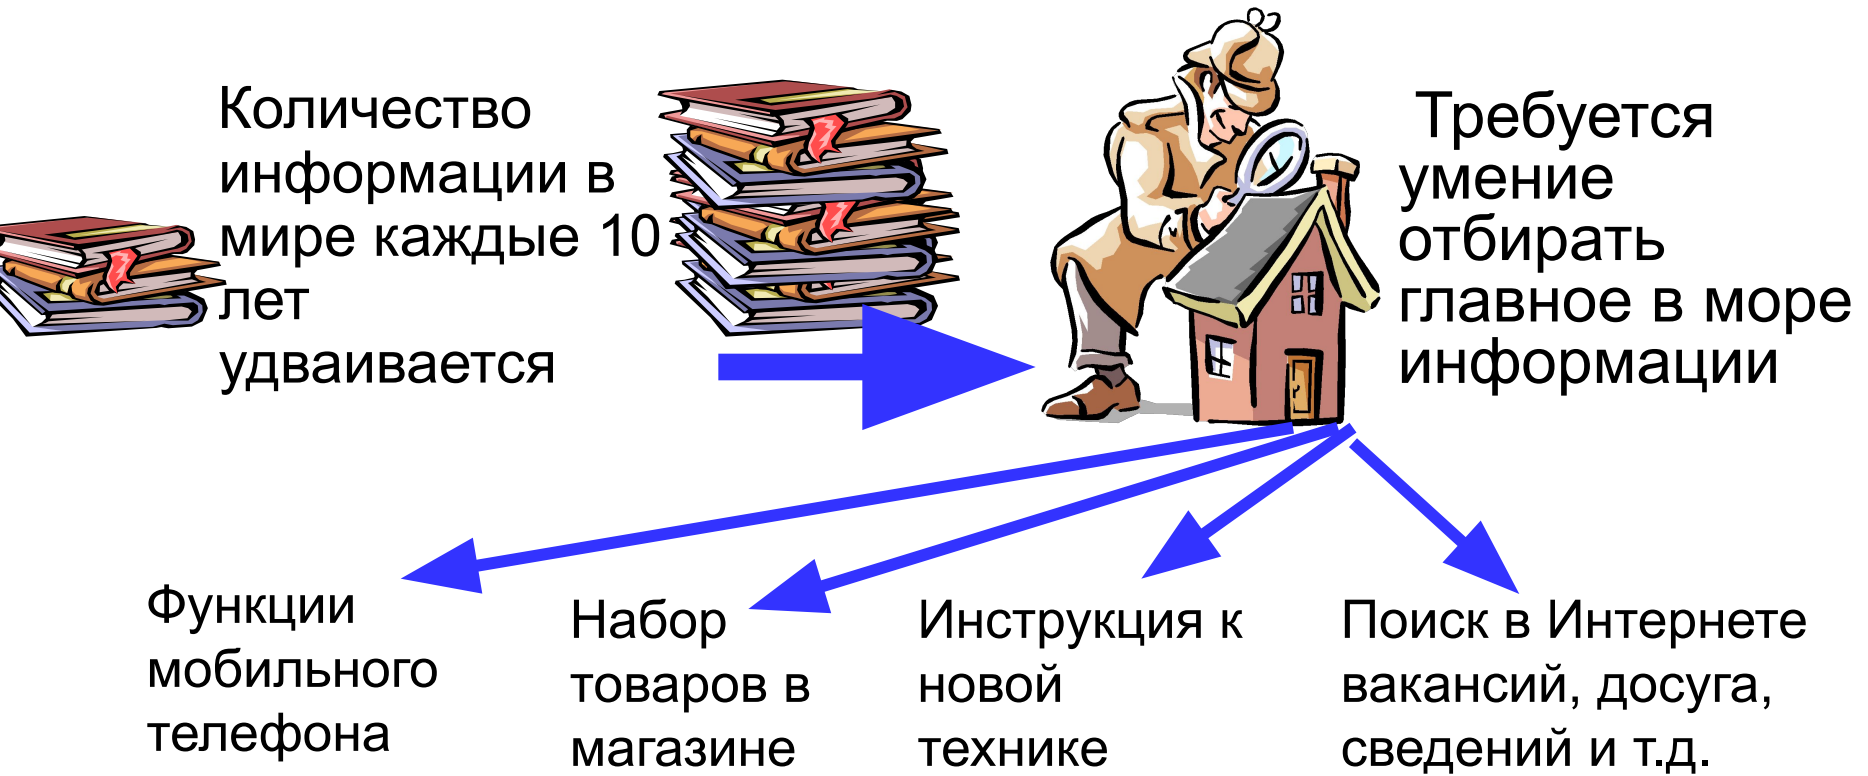 Количество
информации в
мире каждые 10
лет
удваивается
Требуется
умение
отбирать
главное в море
информации
Функции
мобильного
телефона
Набор
товаров в
магазине
Инструкция к
новой
технике
Поиск в Интернете
вакансий, досуга,
сведений и т.д.